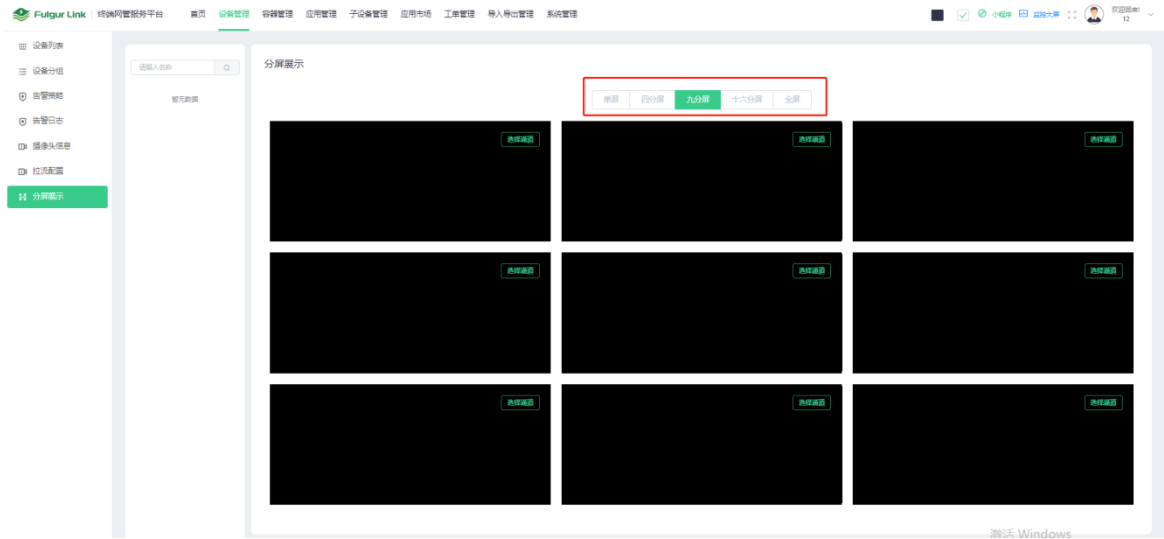 Fulgur Link 终端网管服务平台 首页 设备管理 容器管理 应用管理 子设备管理 应用市场 工单管理 导入导出管理 系统管理 小程序 监控大屏 欢迎回来!
12
设备列表
设备分组
告警策略
告警日志
摄像头信息
拉流配置
分屏展示
请输入名称
暂无数据
分屏展示
单屏 四分屏 九分屏 十六分屏 全屏
选择通道 选择通道 选择通道
选择通道 选择通道 选择通道
选择通道 选择通道 选择通道
激活 Windows